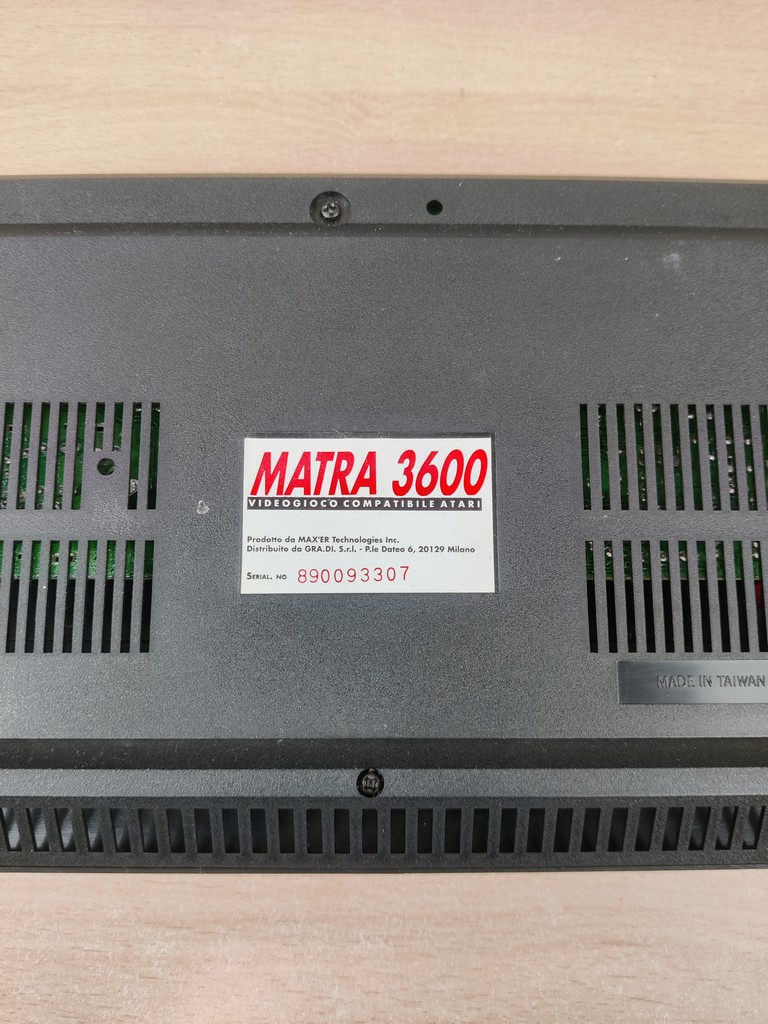 MATRA 3600
VIDEOGIOCO COMPATIBILE ATARI
Prodotto da MAX'ER Technologies Inc.
Distribuito da GRA.DI. S.r.l. - P.le Dateo 6, 20129 Milano
SERIAL. NO 890093307
MADE IN TAIWAN